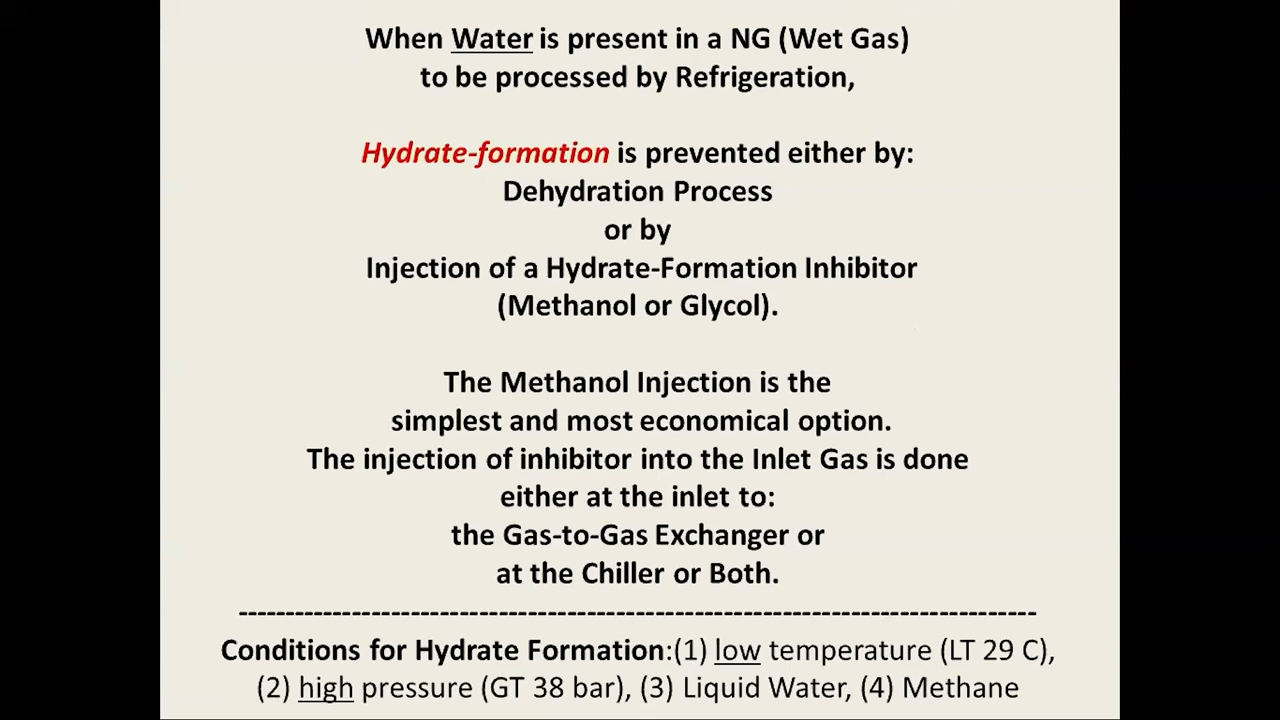 When Water is present in a NG (Wet Gas)
to be processed by Refrigeration,
Hydrate-formation is prevented either by:
Dehydration Process
or by
Injection of a Hydrate-Formation Inhibitor
(Methanol or Glycol).
The Methanol Injection is the
simplest and most economical option.
The injection of inhibitor into the Inlet Gas is done
either at the inlet to:
the Gas-to-Gas Exchanger or
at the Chiller or Both.
--------------------------------------------------------------------------------
Conditions for Hydrate Formation:(1) low temperature (LT 29 C),
(2) high pressure (GT 38 bar), (3) Liquid Water, (4) Methane